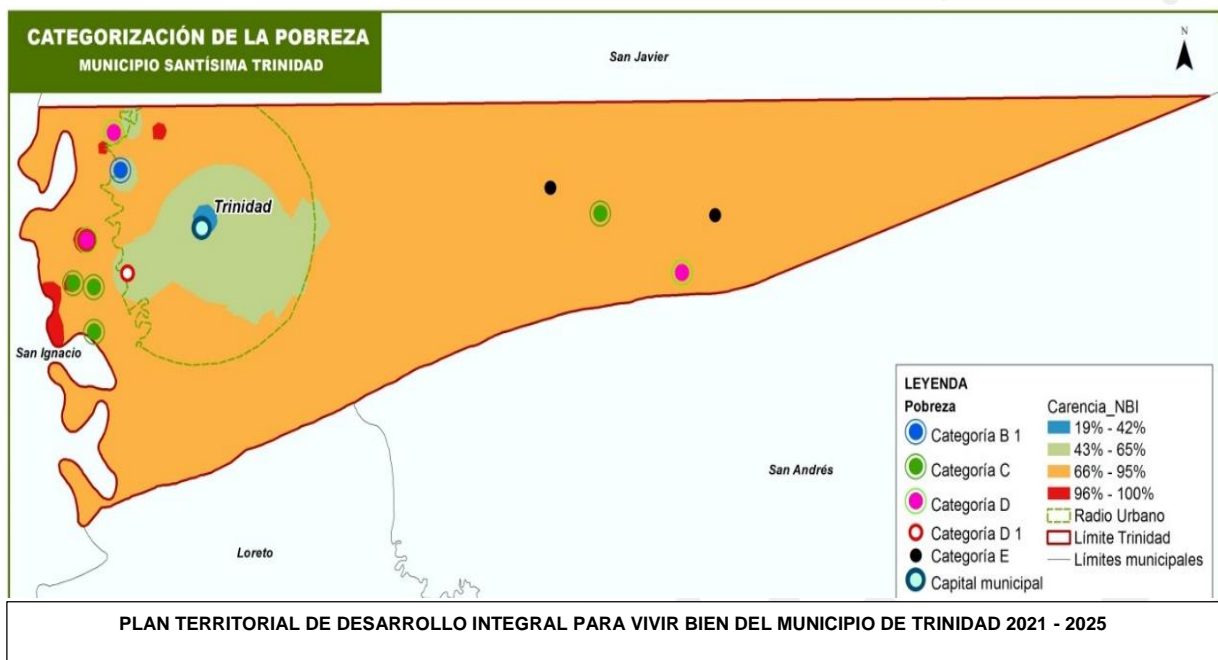 CATEGORIZACIÓN DE LA POBREZA
MUNICIPIO SANTÍSIMA TRINIDAD
San Javier
N
Trinidad
San Ignacio
Loreto
San Andrés
LEYENDA
Pobreza
Categoría B 1
Categoría C
Categoría D
Categoría D 1
Categoría E
Capital municipal
Carencia_NBI
19% - 42%
43% - 65%
66% - 95%
96% - 100%
Radio Urbano
Límite Trinidad
Límites municipales
PLAN TERRITORIAL DE DESARROLLO INTEGRAL PARA VIVIR BIEN DEL MUNICIPIO DE TRINIDAD 2021 - 2025